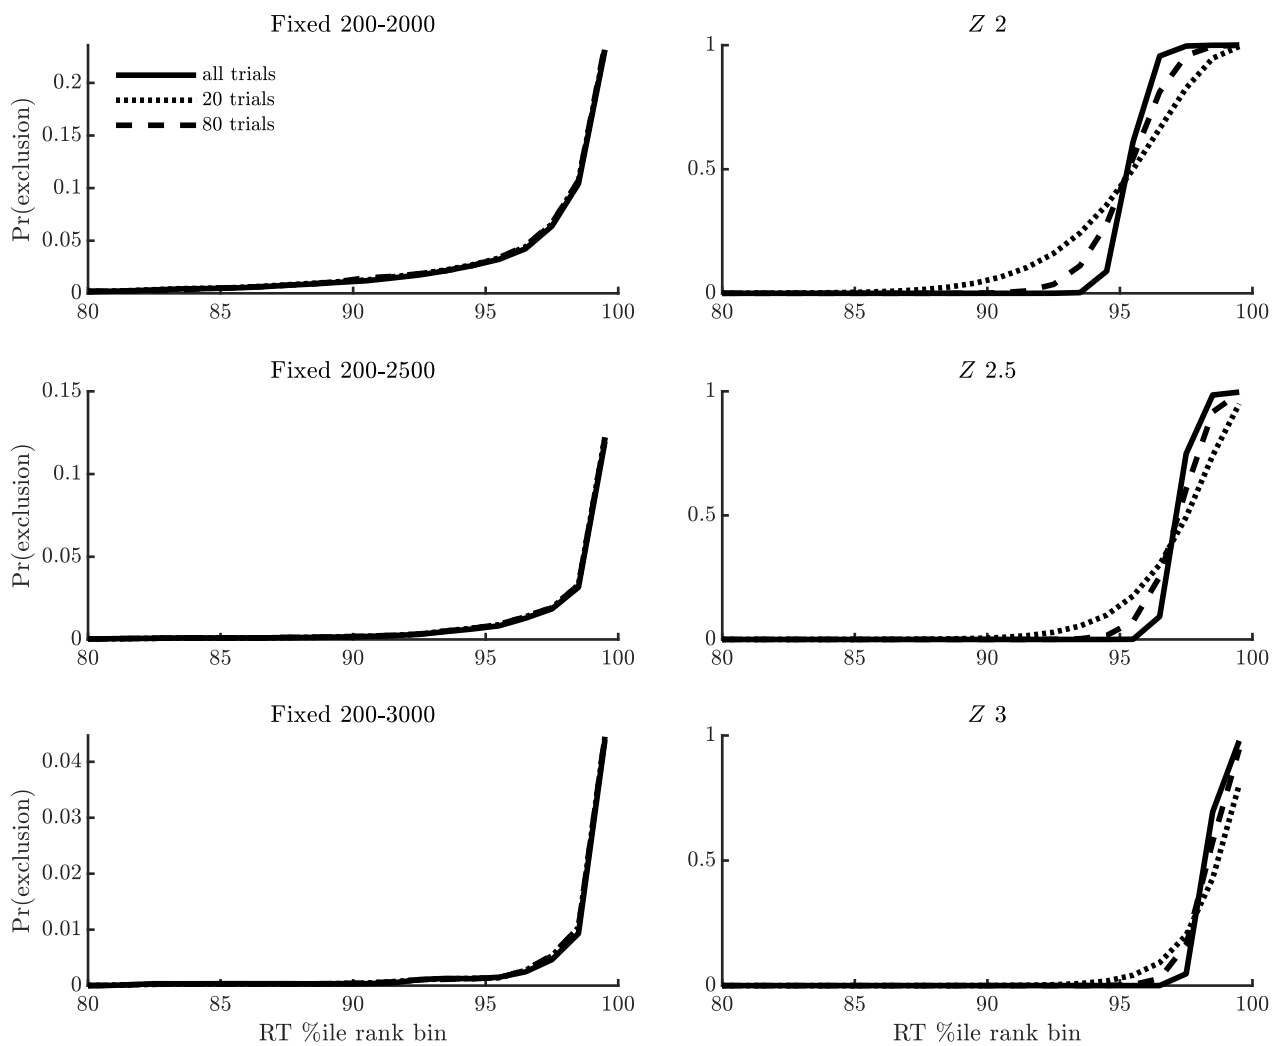 Fixed 200-2000
Pr(exclusion)
0.2
0.15
0.1
0.05
0
all trials
20 trials
80 trials
80 85 90 95 100
Z 2
1
0.5
0
80 85 90 95 100
Fixed 200-2500
Pr(exclusion)
0.15
0.1
0.05
0
80 85 90 95 100
Z 2.5
1
0.5
0
80 85 90 95 100
Fixed 200-3000
Pr(exclusion)
0.04
0.03
0.02
0.01
0
80 85 90 95 100
RT %ile rank bin
Z 3
1
0.5
0
80 85 90 95 100
RT %ile rank bin